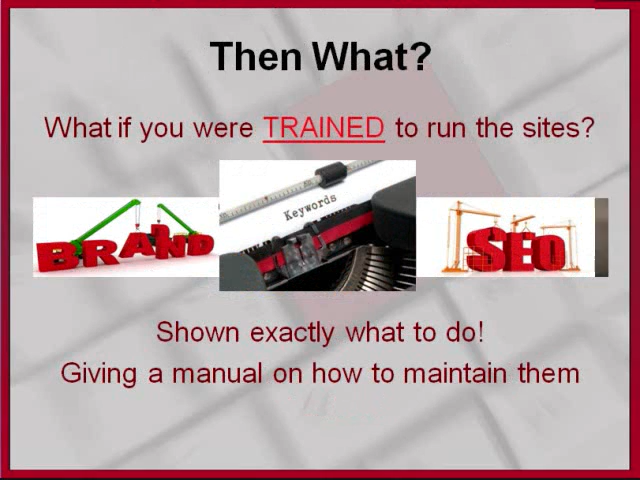 Then What?
What if you were TRAINED to run the sites?
BRAND
Keywords
SEO
Shown exactly what to do!
Giving a manual on how to maintain them